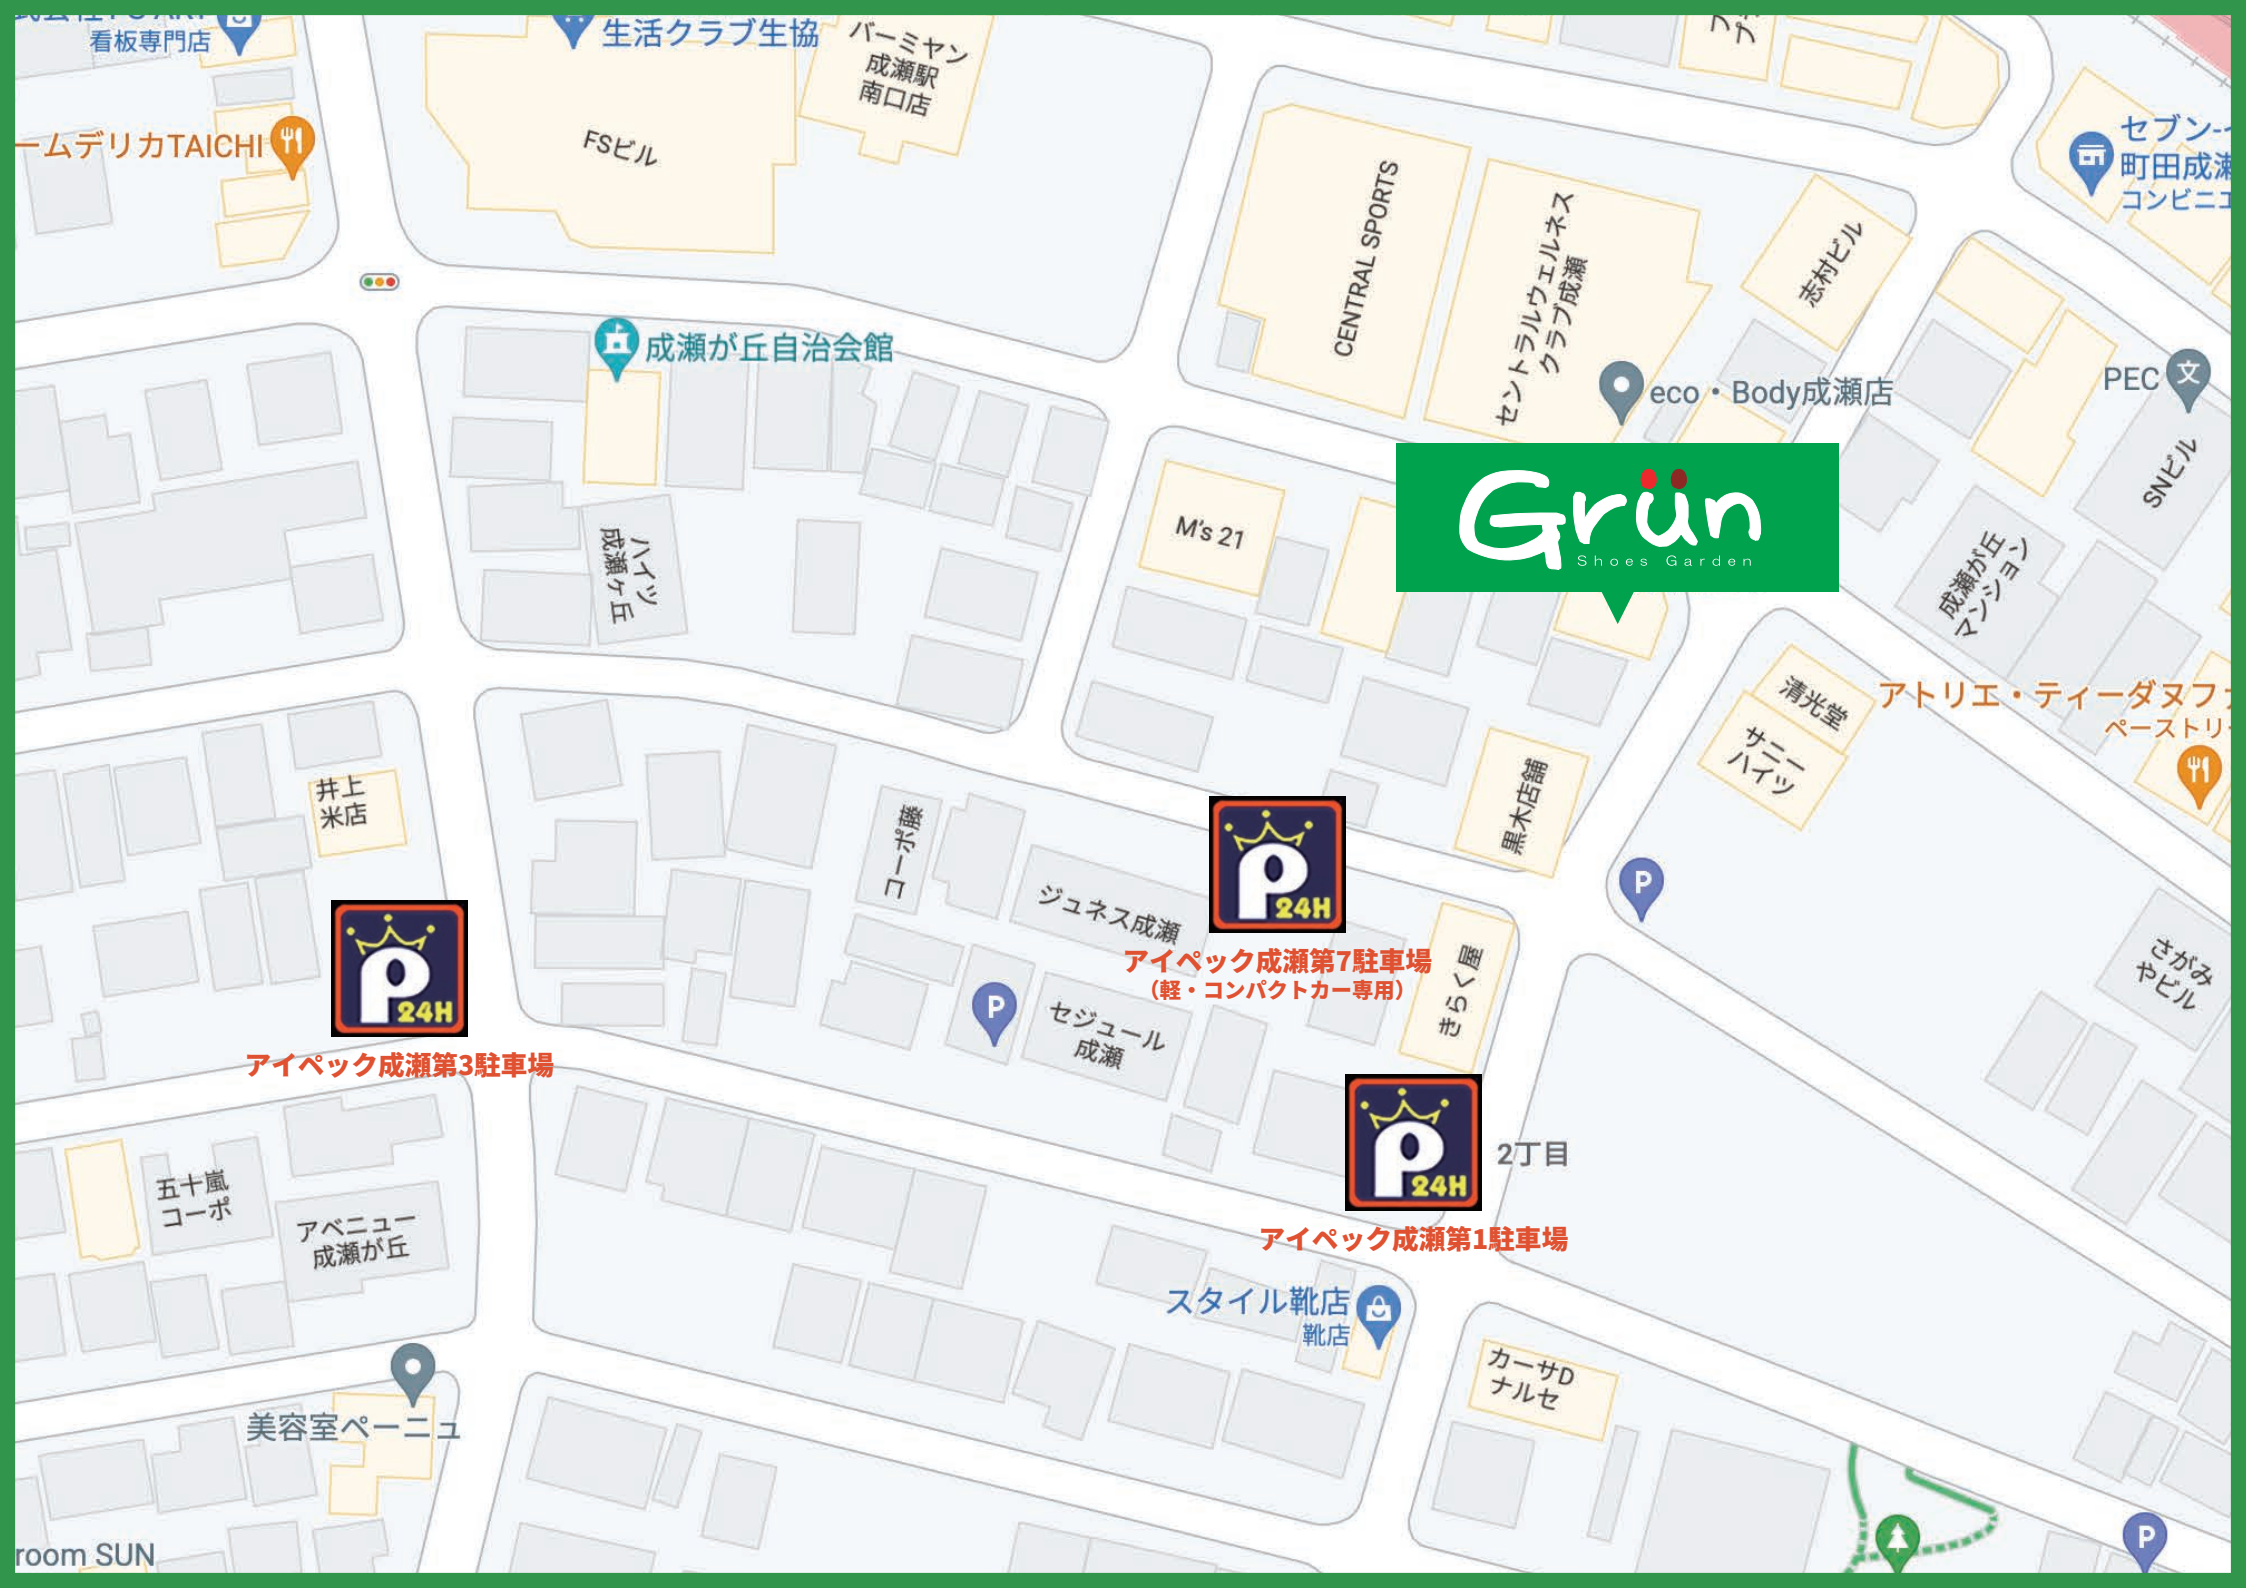 看板専門店
生活クラブ生協
バーミヤン
成瀬駅
南口店
セブン-
町田成瀬
コンビニエ
ームデリカTAICHI
FSビル
CENTRAL SPORTS
セントラルウェルネス
クラブ成瀬
志村ビル
成瀬が丘自治会館
eco・Body成瀬店
PEC
文
SNビル
Grün
Shoes Garden
M's 21
ハイツ
成瀬ヶ丘
成瀬が丘
マンション
清光堂
サニー
ハイツ
アトリエ・ティーダヌファ
ペーストリ
井上
米店
コーポ藤
黒木店舗
ジュネス成瀬
P
24H
アイペック成瀬第7駐車場
(軽・コンパクトカー専用)
P
きらく屋
さがみ
やビル
P
24H
アイペック成瀬第3駐車場
P
セジュール
成瀬
P
24H
アイペック成瀬第1駐車場
2丁目
五十嵐
コーポ
アベニュー
成瀬が丘
スタイル靴店
靴店
カーサD
ナルセ
美容室ペーニュ
room SUN
P